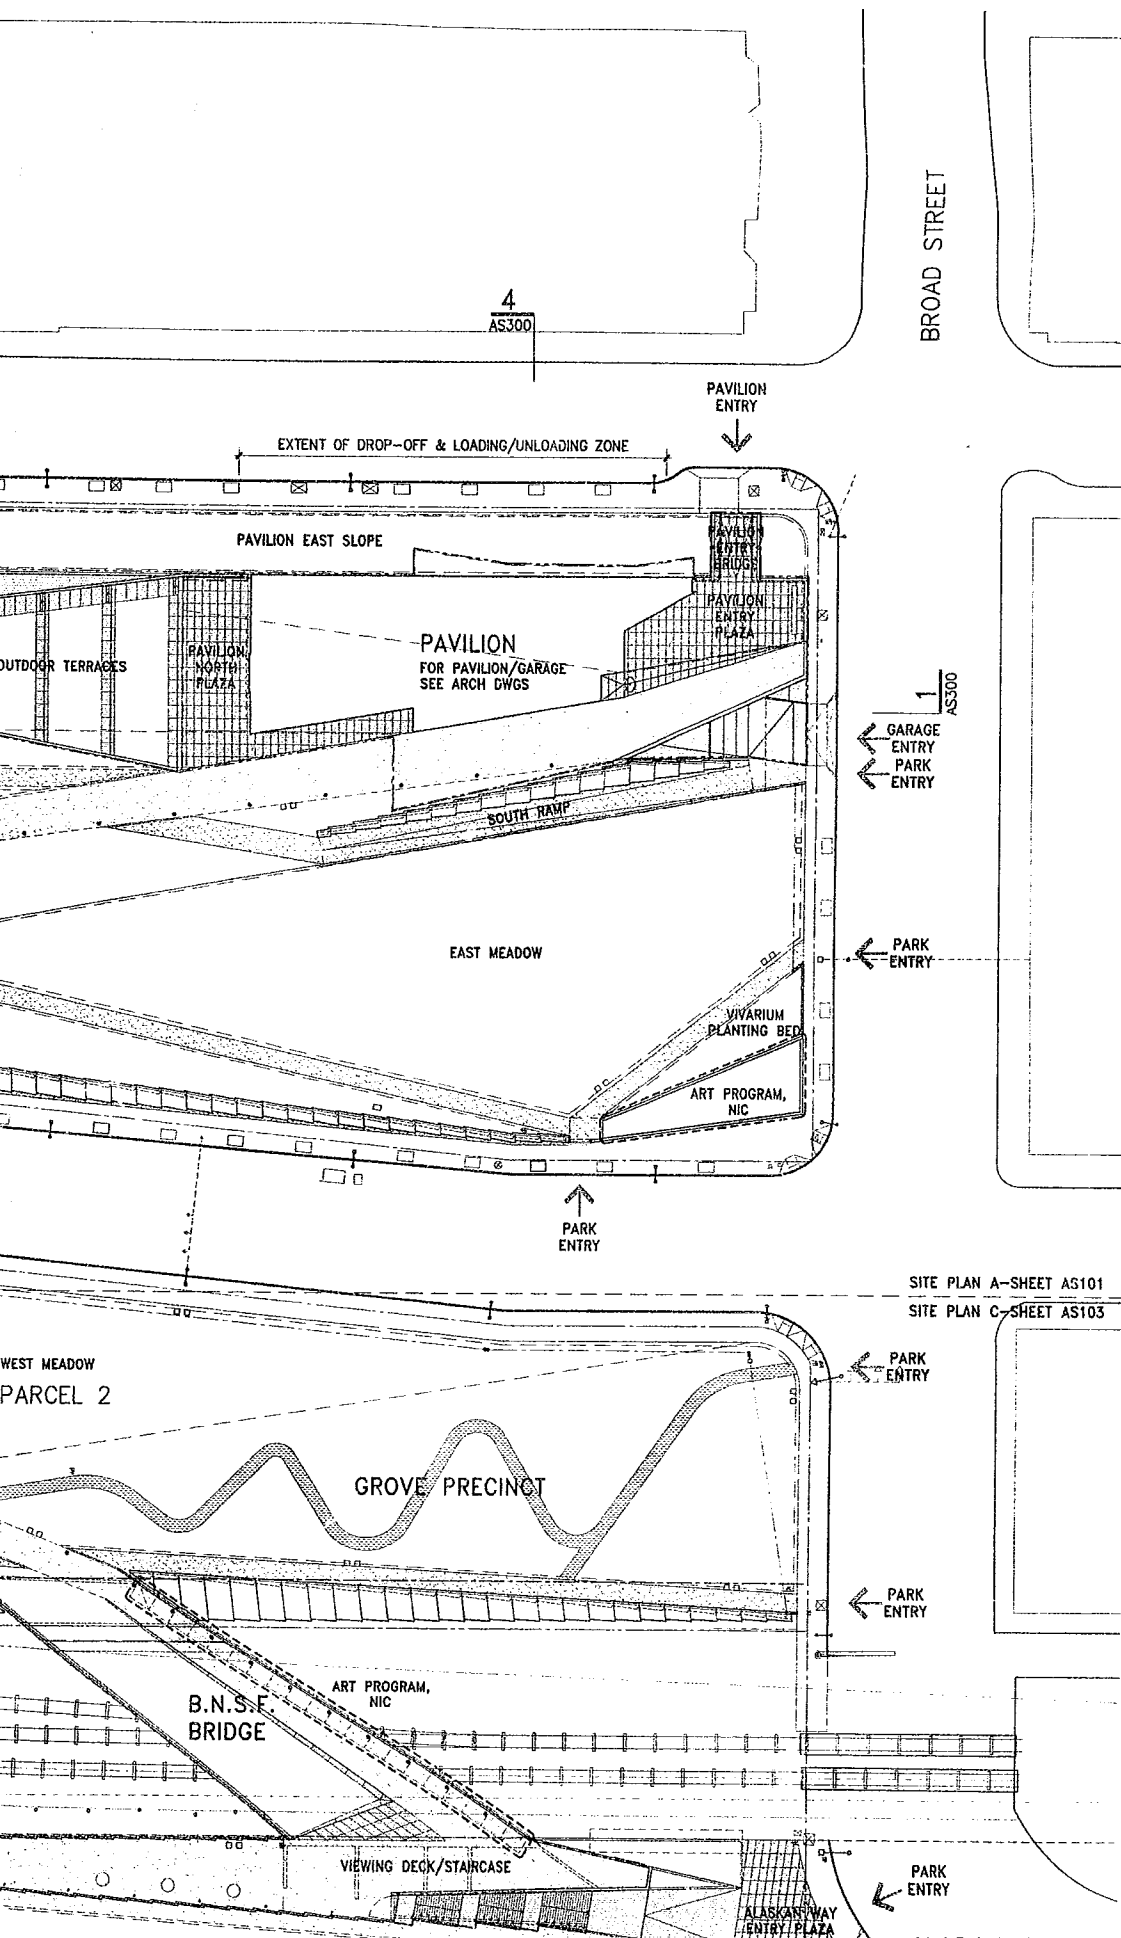 BROAD STREET
4
AS300
PAVILION
ENTRY
EXTENT OF DROP-OFF & LOADING/UNLOADING ZONE
PAVILION EAST SLOPE
PAVILION
ENTRY
BRIDGE
PAVILION
ENTRY
PLAZA
OUTDOOR TERRACES
PAVILION
NORTH
PLAZA
PAVILION
FOR PAVILION/GARAGE
SEE ARCH DWGS
1
AS300
GARAGE
ENTRY
PARK
ENTRY
SOUTH RAMP
EAST MEADOW
PARK
ENTRY
VIVARIUM
PLANTING BED
ART PROGRAM,
NIC
PARK
ENTRY
SITE PLAN A-SHEET AS101
SITE PLAN C-SHEET AS103
WEST MEADOW
PARCEL 2
PARK
ENTRY
GROVE PRECINCT
PARK
ENTRY
ART PROGRAM,
NIC
B.N.S.F.
BRIDGE
VIEWING DECK/STAIRCASE
PARK
ENTRY
ALASKAN WAY
ENTRY PLAZA